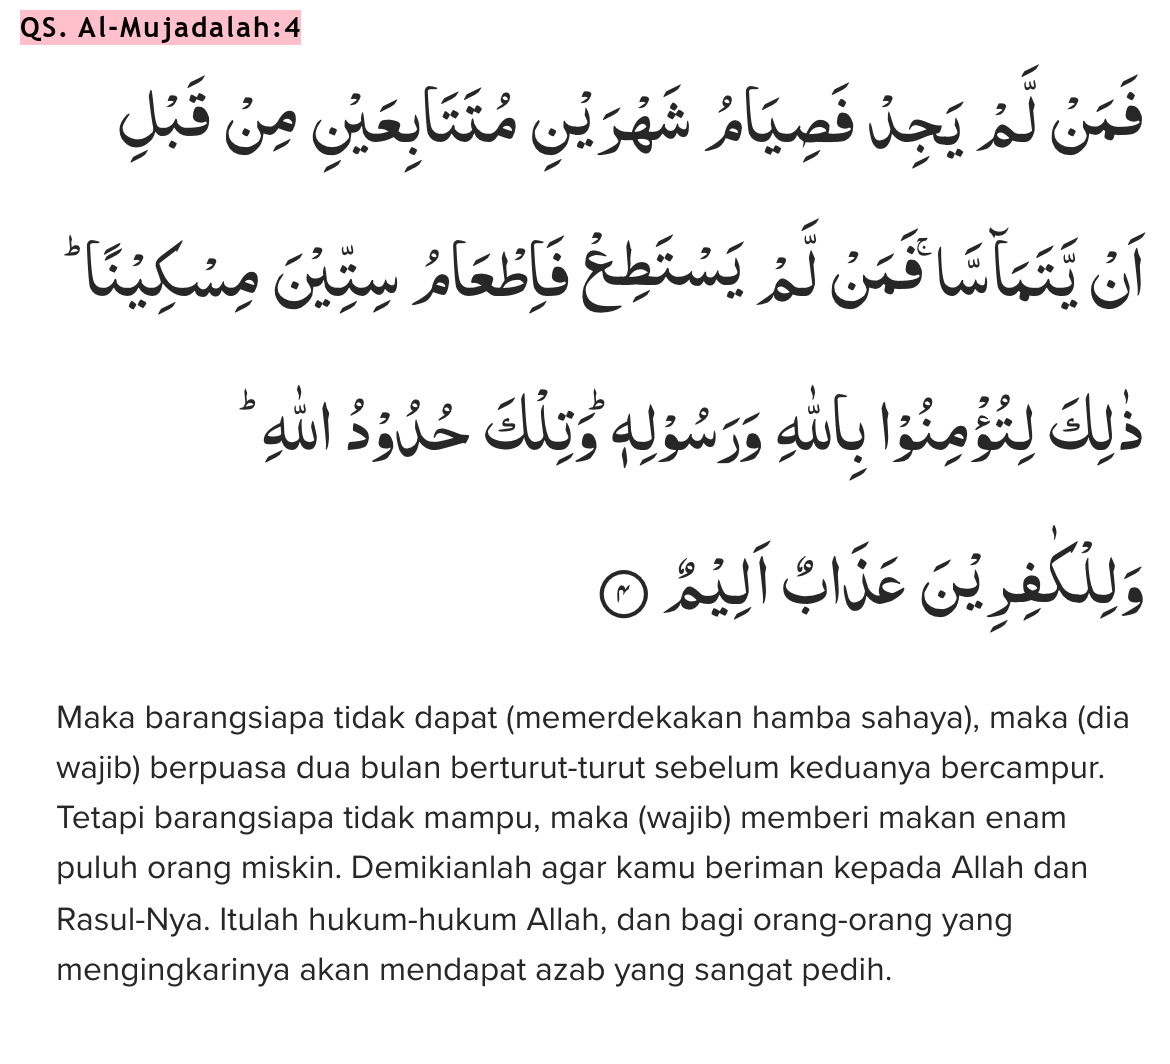 QS. Al-Mujadalah:4
فَمَنْ لَّمْ يَجِدْ فَصِيَامُ شَهْرَيْنِ مُتَتَابِعَيْنِ مِنْ قَبْلِ
اَنْ يَّتَمَاۤسَّاۚ فَمَنْ لَّمْ يَسْتَطِعْ فَاِطْعَامُ سِتِّيْنَ مِسْكِيْنًاۗ
ذٰلِكَ لِتُؤْمِنُوْا بِاللّٰهِ وَرَسُوْلِهٖۗ وَتِلْكَ حُدُوْدُ اللّٰهِۗ
وَلِلْكٰفِرِيْنَ عَذَابٌ اَلِيْمٌ ۝٤
Maka barangsiapa tidak dapat (memerdekakan hamba sahaya), maka (dia
wajib) berpuasa dua bulan berturut-turut sebelum keduanya bercampur.
Tetapi barangsiapa tidak mampu, maka (wajib) memberi makan enam
puluh orang miskin. Demikianlah agar kamu beriman kepada Allah dan
Rasul-Nya. Itulah hukum-hukum Allah, dan bagi orang-orang yang
mengingkarinya akan mendapat azab yang sangat pedih.